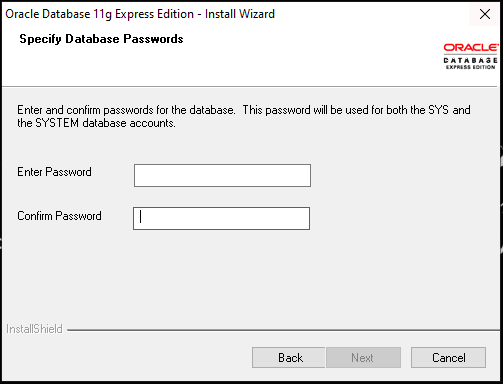 Oracle Database 11g Express Edition - Install Wizard
Specify Database Passwords
ORACLE
DATABASE
EXPRESS EDITION
Enter and confirm passwords for the database. This password will be used for both the SYS and
the SYSTEM database accounts.
Enter Password
Confirm Password
InstallShield
Back
Next
Cancel